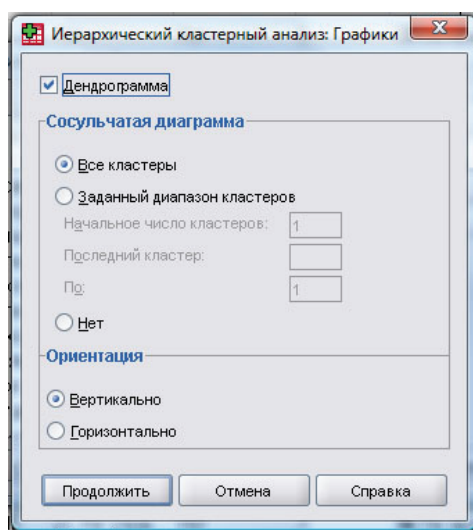 Иерархический кластерный анализ: Графики
Дендрограмма
Сосульчатая диаграмма
Все кластеры
Заданный диапазон кластеров
Начальное число кластеров: 1
Последний кластер:
По: 1
Нет
Ориентация
Вертикально
Горизонтально
Продолжить Отмена Справка